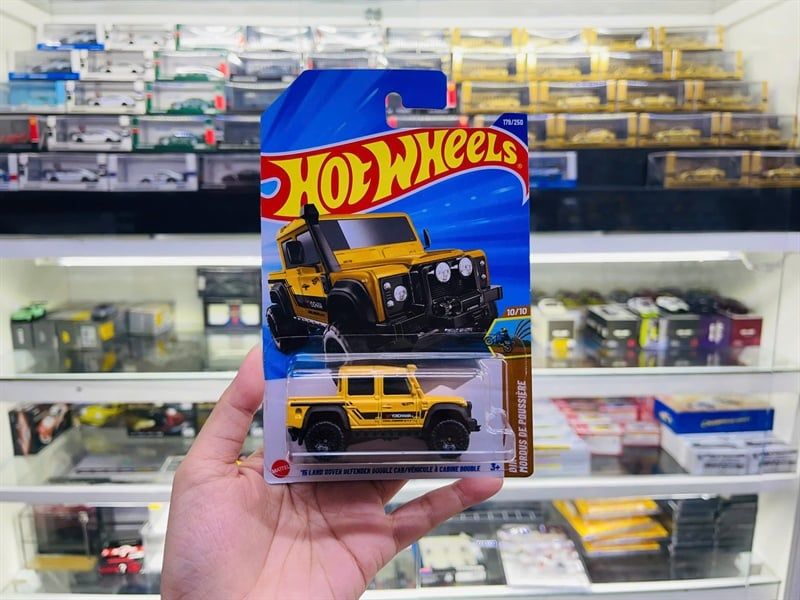 179/250
HOT WHEELS
10/10
MORDUS DE POUSSIÈRE
YOKOHAMA
MATTEL
'15 LAND ROVER DEFENDER DOUBLE CAB/VÉHICULE À CABINE DOUBLE
3+